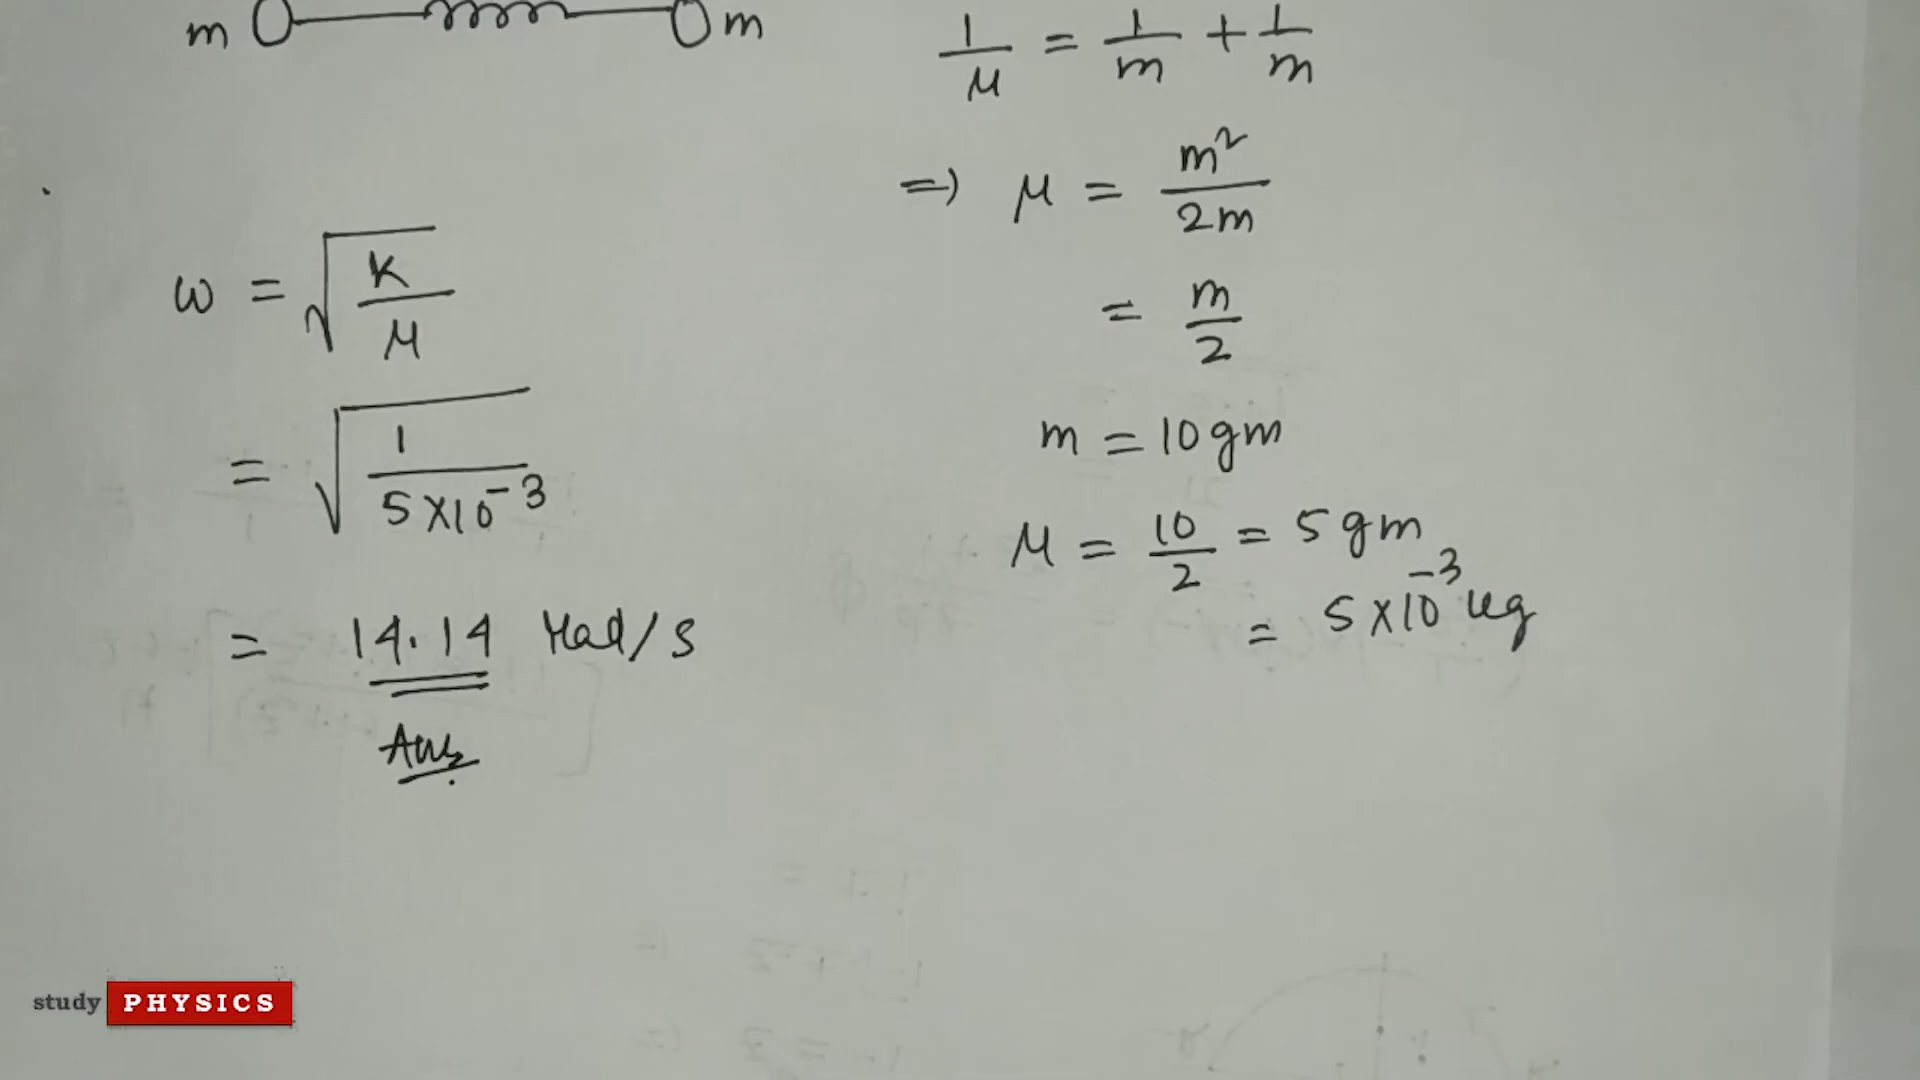 m m
1/μ = 1/m + 1/m
=> μ = m²/2m
= m/2
m = 10 gm
μ = 10/2 = 5 gm
= 5 × 10⁻³ kg
ω = √(K/μ)
= √(1/(5 × 10⁻³))
= 14.14 rad/s
Ans
study PHYSICS